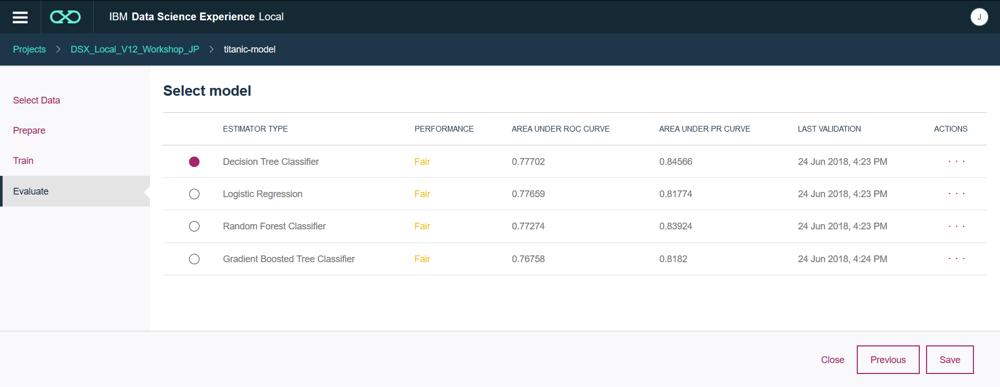 IBM Data Science Experience Local
J
Projects > DSX_Local_V12_Workshop_JP > titanic-model
Select Data
Prepare
Train
Evaluate
Select model
ESTIMATOR TYPE PERFORMANCE AREA UNDER ROC CURVE AREA UNDER PR CURVE LAST VALIDATION ACTIONS
Decision Tree Classifier Fair 0.77702 0.84566 24 Jun 2018, 4:23 PM
Logistic Regression Fair 0.77659 0.81774 24 Jun 2018, 4:23 PM
Random Forest Classifier Fair 0.77274 0.83924 24 Jun 2018, 4:23 PM
Gradient Boosted Tree Classifier Fair 0.76758 0.8182 24 Jun 2018, 4:24 PM
Close Previous Save